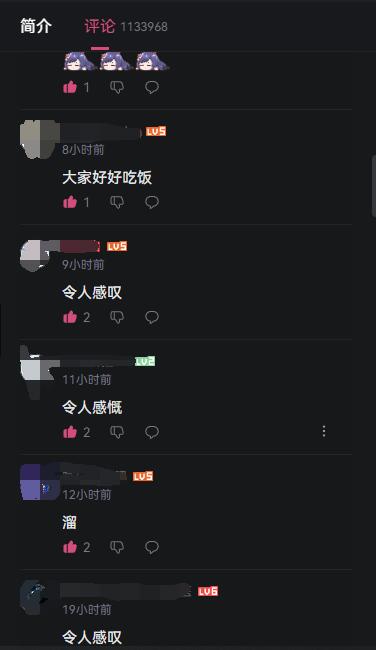 简介 评论 1133968
1
LV5
8小时前
大家好好吃饭
1
LV5
9小时前
令人感叹
2
LV2
11小时前
令人感慨
2
LV5
12小时前
溜
2
LV6
19小时前
令人感叹